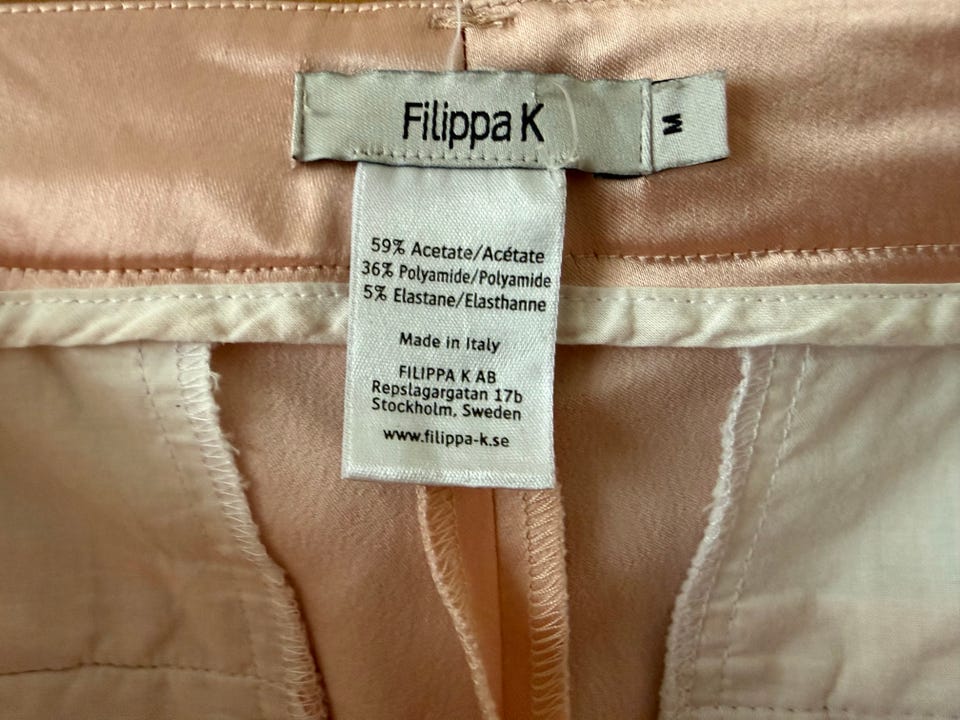 Filippa K
M
59% Acetate/Acétate
36% Polyamide/Polyamide
5% Elastane/Elasthanne
Made in Italy
FILIPPA K AB
Repslagargatan 17b
Stockholm, Sweden
www.filippa-k.se